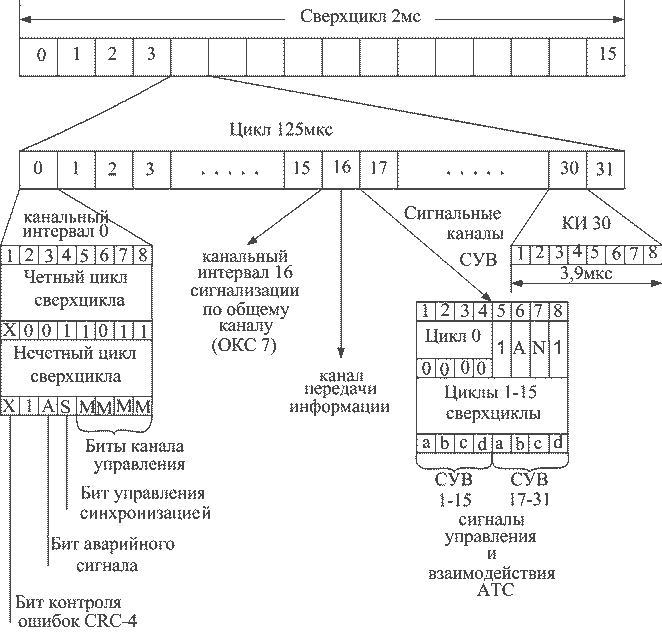 Сверхцикл 2мс
0 1 2 3 15
Цикл 125мкс
0 1 2 3 . . . . . 15 16 17 . . . . . 30 31
канальный
интервал 0
1 2 3 4 5 6 7 8
Четный цикл
сверхцикла
X 0 0 1 1 0 1 1
Нечетный цикл
сверхцикла
X 1 A S M M M M
Биты канала
управления
Бит управления
синхронизацией
Бит аварийного
сигнала
Бит контроля
ошибок CRC-4
канальный
интервал 16
сигнализации
по общему
каналу
(ОКС 7)
канал
передачи
информации
Сигнальные
каналы
СУВ
КИ 30
1 2 3 4 5 6 7 8
3,9мкс
1 2 3 4 5 6 7 8
Цикл 0 1 A N 1
0 0 0 0
Циклы 1-15
сверхциклы
a b c d a b c d
СУВ СУВ
1-15 17-31
сигналы
управления
и
взаимодействия
АТС